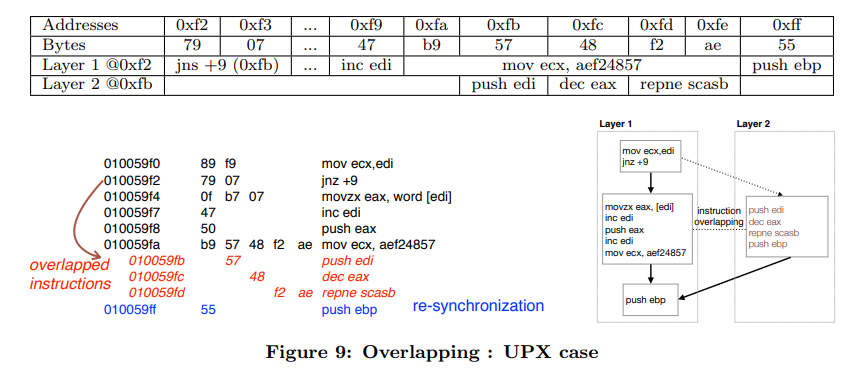 Addresses 0xf2 0xf3 ... 0xf9 0xfa 0xfb 0xfc 0xfd 0xfe 0xff
Bytes 79 07 ... 47 b9 57 48 f2 ae 55
Layer 1 @0xf2 jns +9 (0xfb) ... inc edi mov ecx, aef24857 push ebp
Layer 2 @0xfb push edi dec eax repne scasb
010059f0 89 f9 mov ecx,edi
010059f2 79 07 jnz +9
010059f4 0f b7 07 movzx eax, word [edi]
010059f7 47 inc edi
010059f8 50 push eax
010059fa b9 57 48 f2 ae mov ecx, aef24857
overlapped
instructions
010059fb 57 push edi
010059fc 48 dec eax
010059fd f2 ae repne scasb
010059ff 55 push ebp
re-synchronization
Layer 1
Layer 2
mov ecx,edi
jnz +9
movzx eax, [edi]
inc edi
push eax
inc edi
mov ecx, aef24857
instruction
overlapping
push edi
dec eax
repne scasb
push ebp
push ebp
Figure 9: Overlapping : UPX case